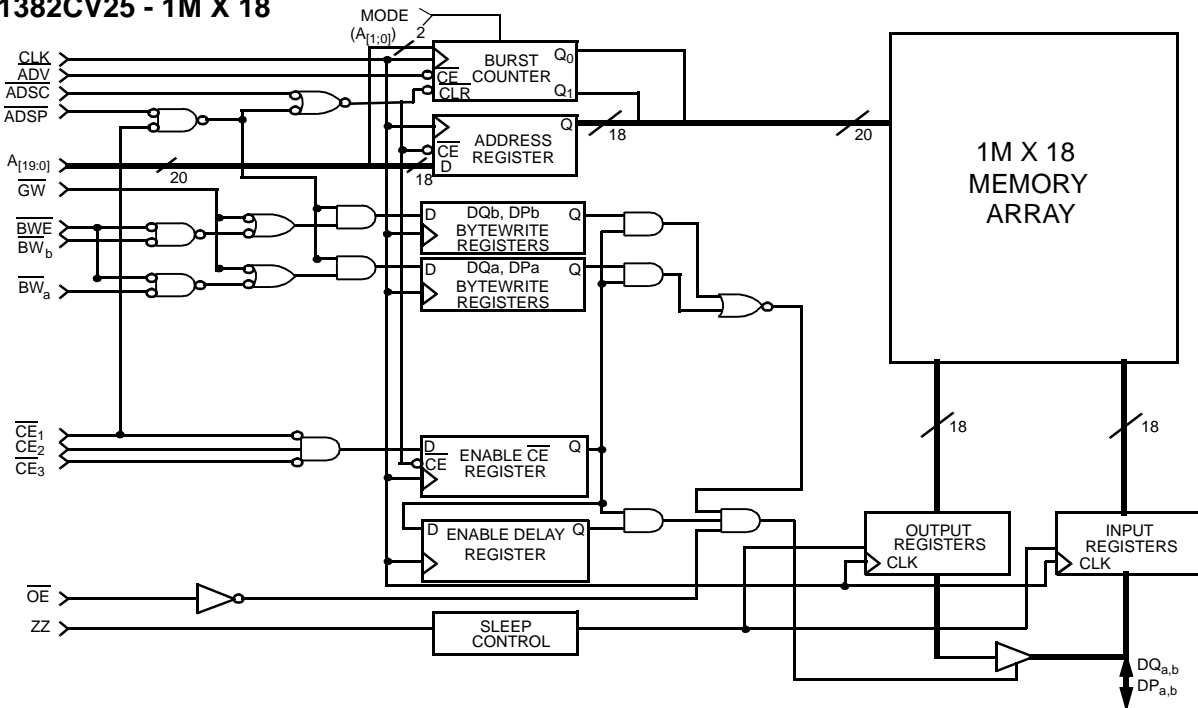 1382CV25 - 1M X 18
MODE
(A[1;0])
2
CLK
ADV
ADSC
ADSP
A[19:0]
20
GW
BWE
BWb
BWa
CE1
CE2
CE3
OE
ZZ
BURST
COUNTER
CE
CLR
Q0
Q1
ADDRESS
REGISTER
CE
D
Q
18
18
20
D
DQb, DPb
BYTEWRITE
REGISTERS
Q
D
DQa, DPa
BYTEWRITE
REGISTERS
Q
D
ENABLE CE
REGISTER
CE
Q
D
ENABLE DELAY
REGISTER
Q
SLEEP
CONTROL
1M X 18
MEMORY
ARRAY
18
18
OUTPUT
REGISTERS
CLK
INPUT
REGISTERS
CLK
DQa,b
DPa,b